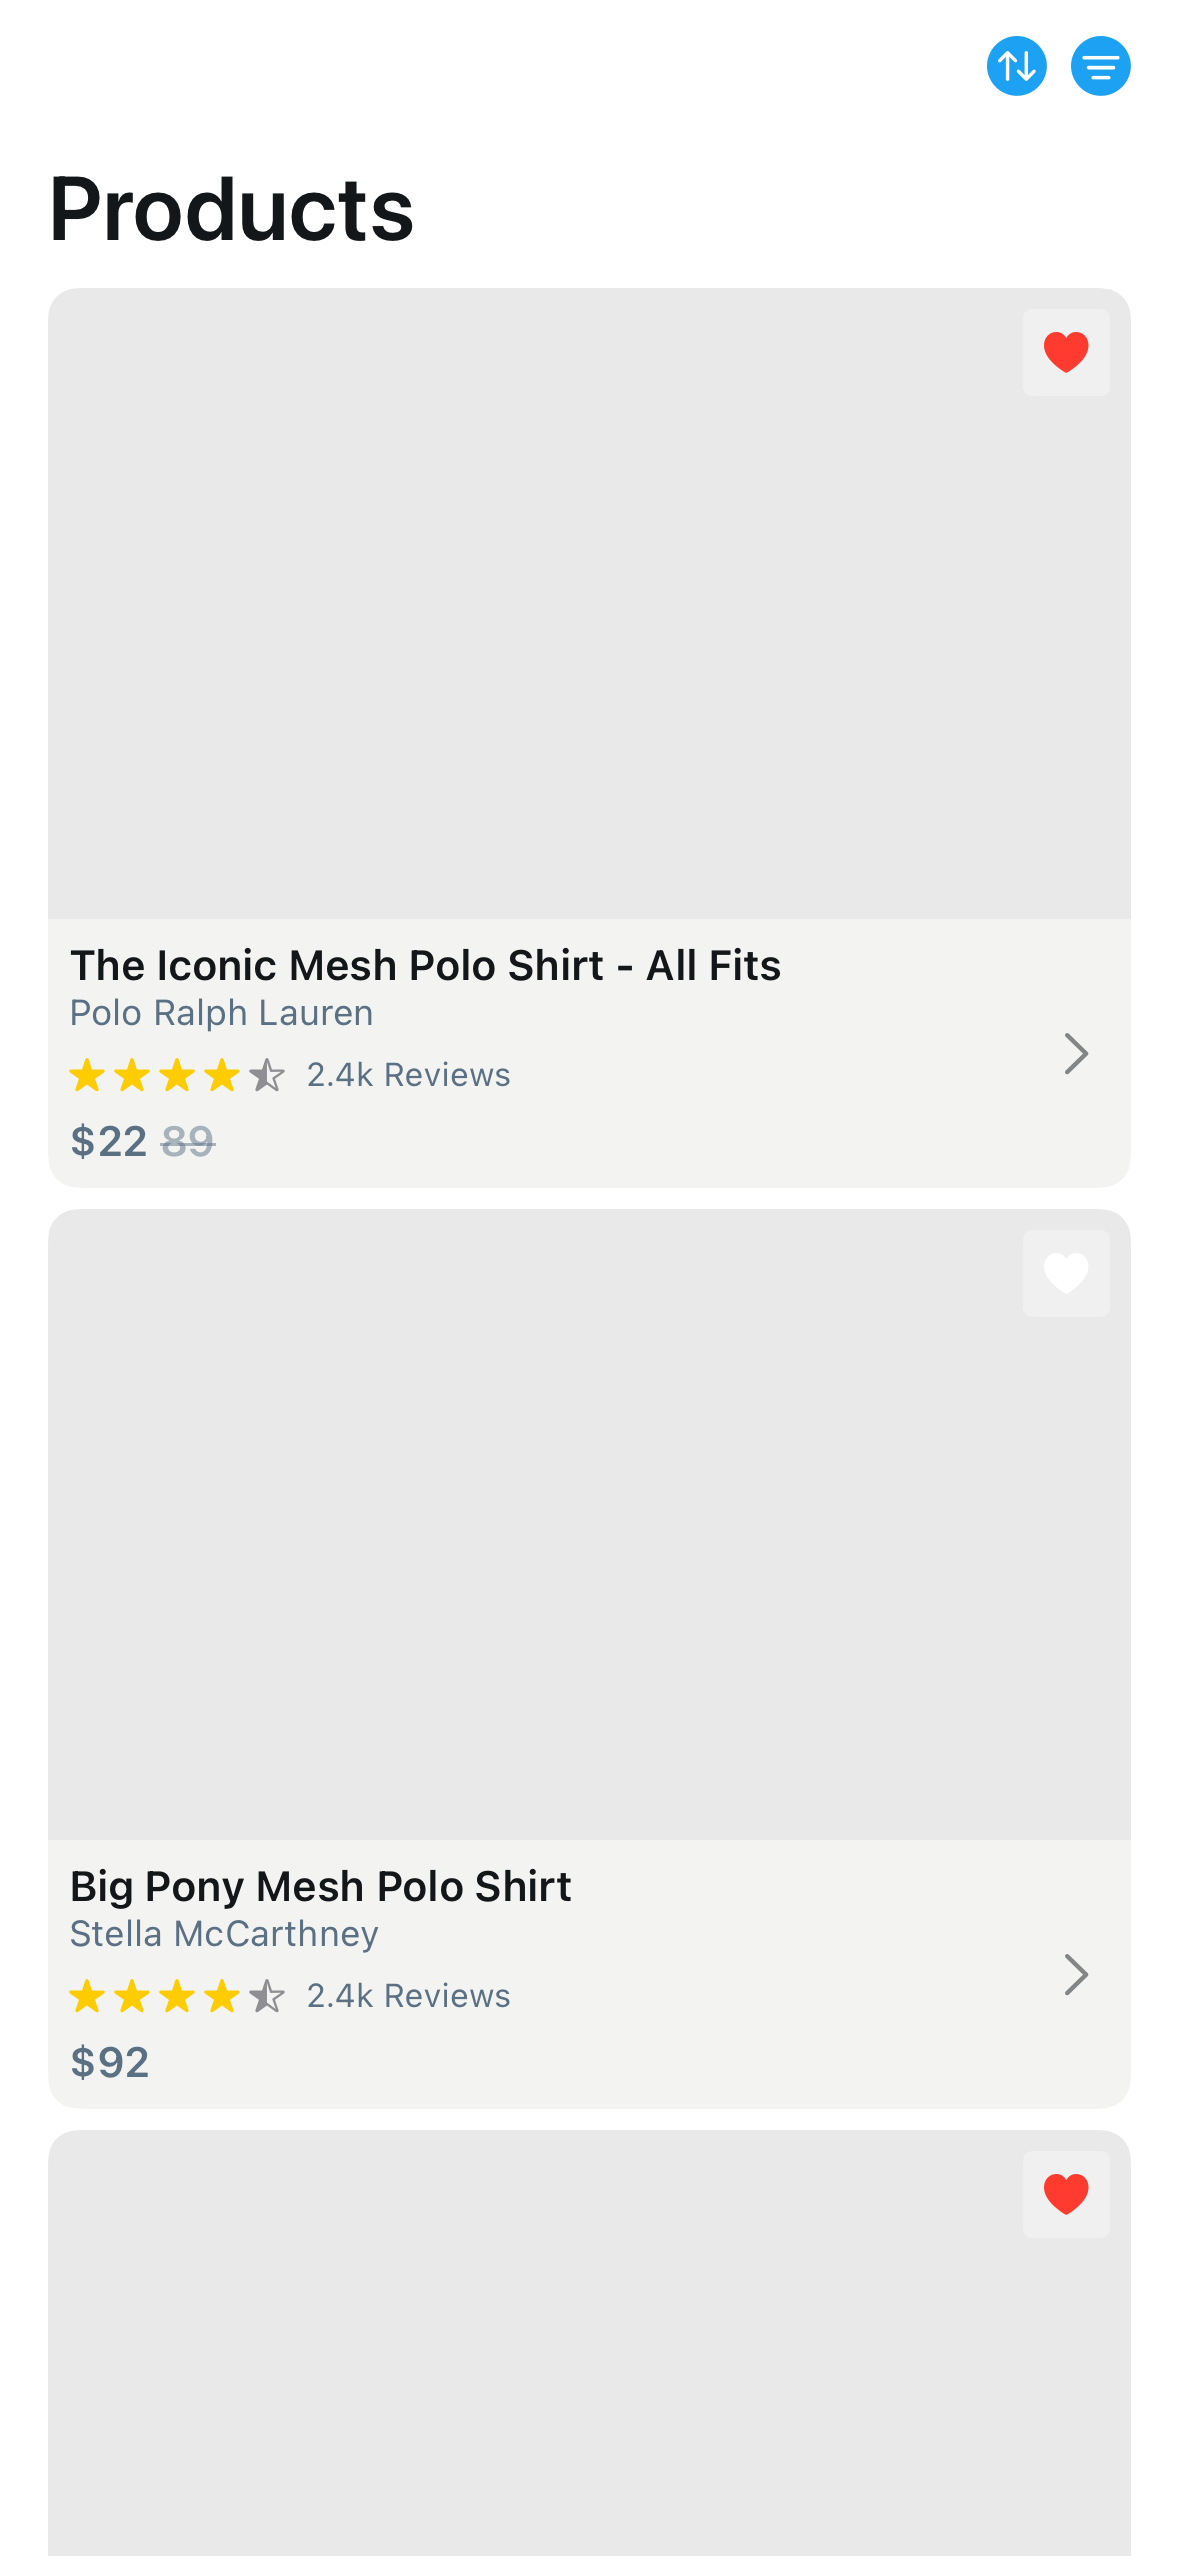 Products
The Iconic Mesh Polo Shirt - All Fits
Polo Ralph Lauren
2.4k Reviews
$22 89
Big Pony Mesh Polo Shirt
Stella McCarthney
2.4k Reviews
$92